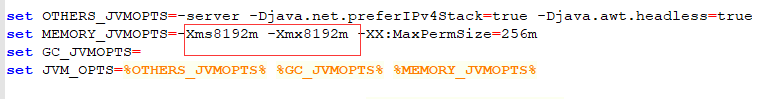 set OTHERS_JVMOPTS=-server -Djava.net.preferIPv4Stack=true -Djava.awt.headless=true
set MEMORY_JVMOPTS=-Xms8192m -Xmx8192m -XX:MaxPermSize=256m
set GC_JVMOPTS=
set JVM_OPTS=%OTHERS_JVMOPTS% %GC_JVMOPTS% %MEMORY_JVMOPTS%